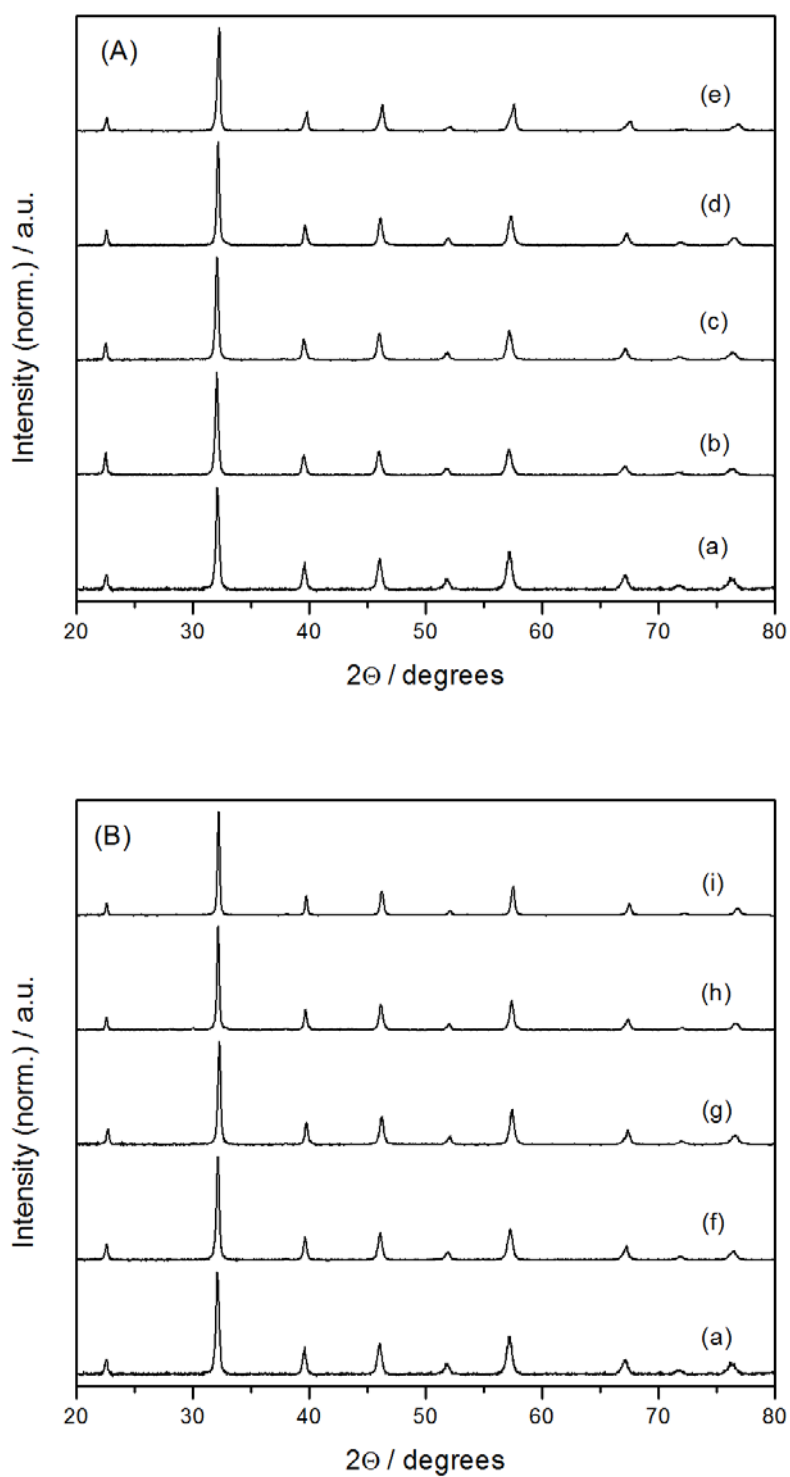 (A)
(e)
(d)
(c)
(b)
(a)
Intensity (norm.) / a.u.
20 30 40 50 60 70 80
2Θ / degrees
(B)
(i)
(h)
(g)
(f)
(a)
Intensity (norm.) / a.u.
20 30 40 50 60 70 80
2Θ / degrees